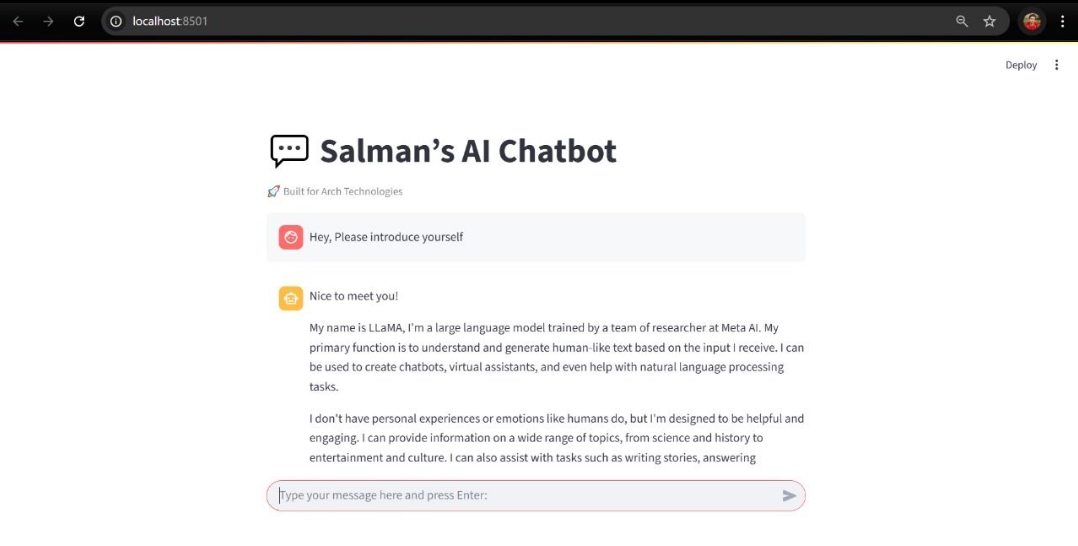 localhost:8501
Deploy
Salman's AI Chatbot
Built for Arch Technologies
Hey, Please introduce yourself
Nice to meet you!
My name is LLaMA, I'm a large language model trained by a team of researcher at Meta AI. My
primary function is to understand and generate human-like text based on the input I receive. I can
be used to create chatbots, virtual assistants, and even help with natural language processing
tasks.
I don't have personal experiences or emotions like humans do, but I'm designed to be helpful and
engaging. I can provide information on a wide range of topics, from science and history to
entertainment and culture. I can also assist with tasks such as writing stories, answering
Type your message here and press Enter: